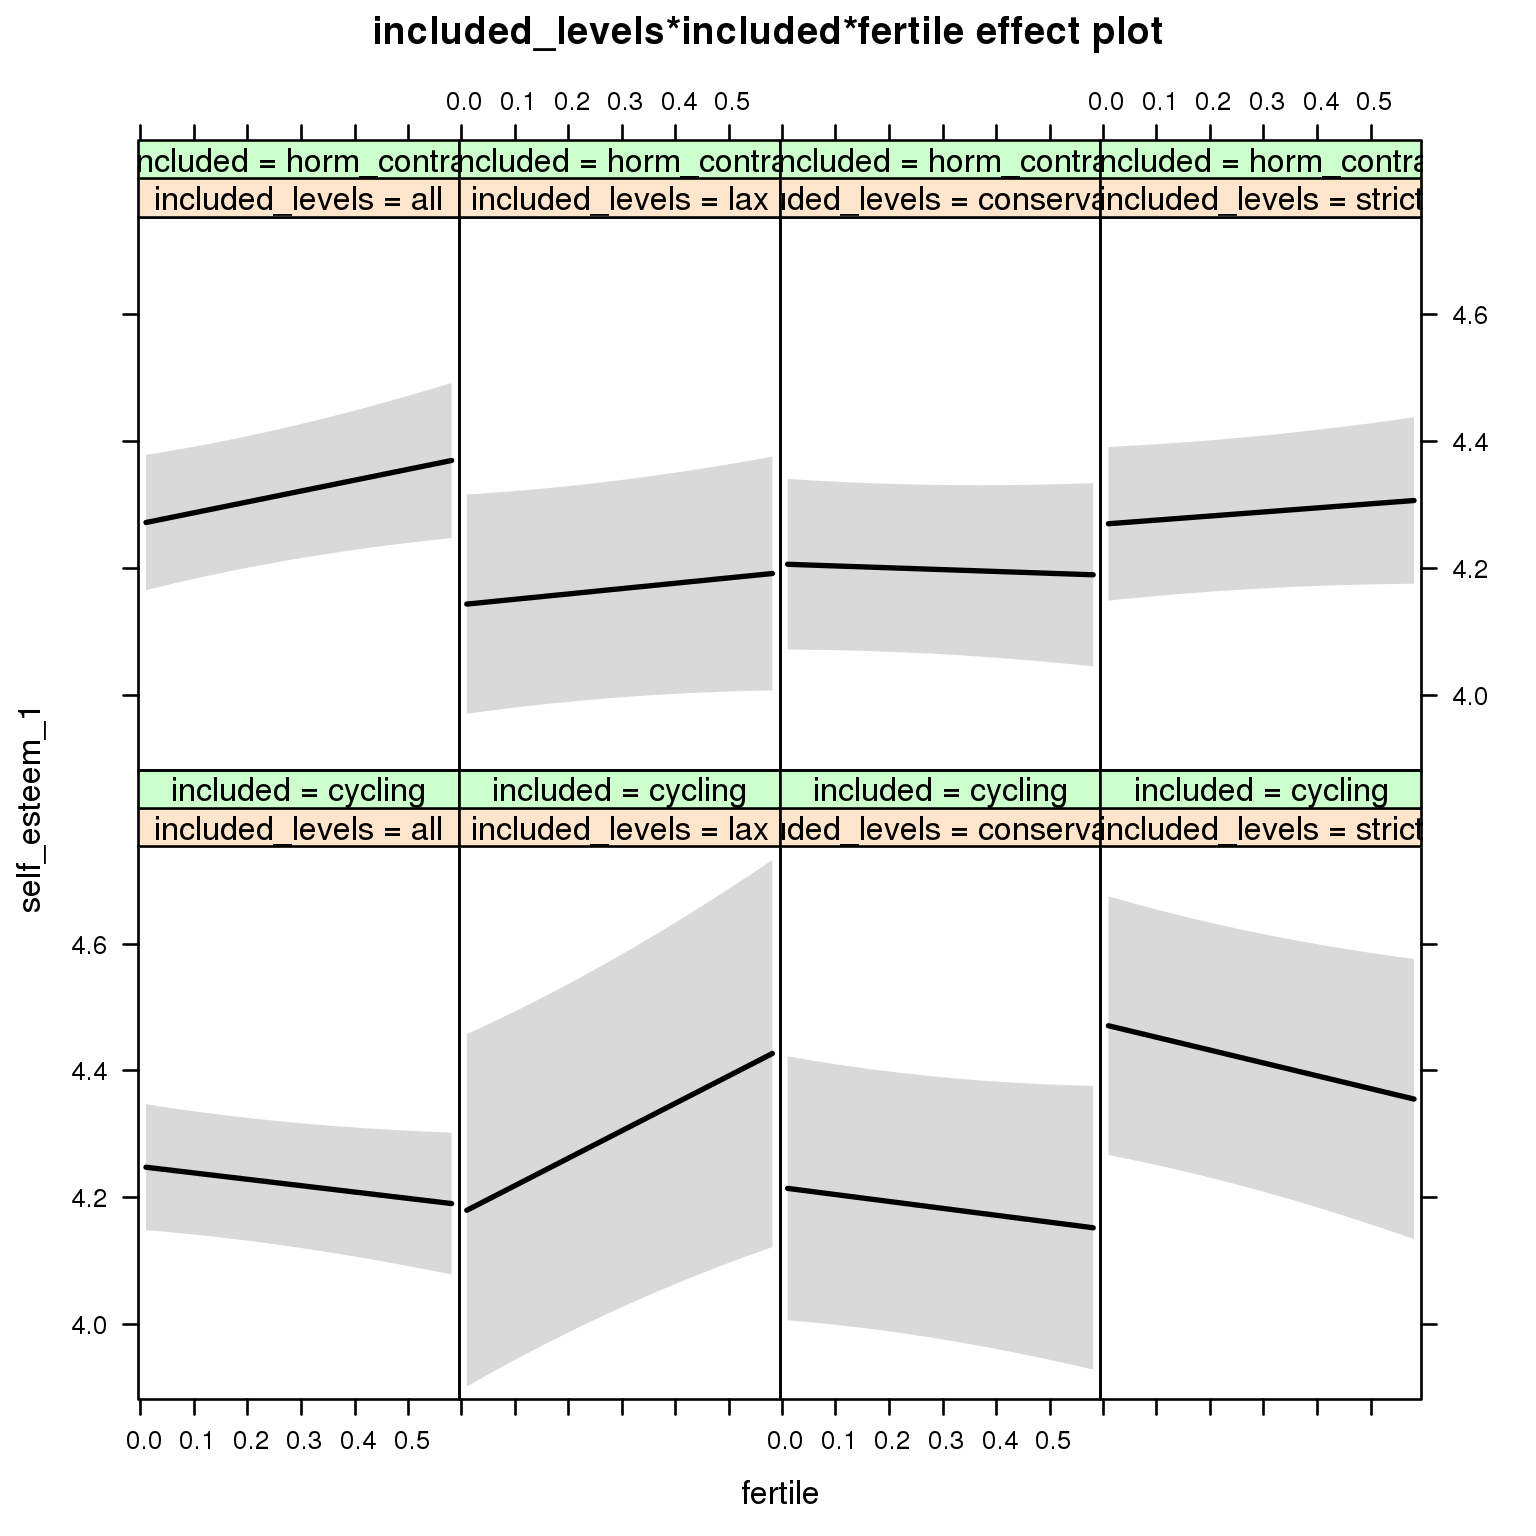 included_levels*included*fertile effect plot
0.0 0.1 0.2 0.3 0.4 0.5 0.0 0.1 0.2 0.3 0.4 0.5
ncluded = horm_contra ncluded = horm_contra ncluded = horm_contra ncluded = horm_contra
included_levels = all included_levels = lax uded_levels = conserva included_levels = strict
4.6
4.4
4.2
4.0
self_esteem_1
included = cycling included = cycling included = cycling included = cycling
included_levels = all included_levels = lax uded_levels = conserva included_levels = strict
4.6
4.4
4.2
4.0
0.0 0.1 0.2 0.3 0.4 0.5 0.0 0.1 0.2 0.3 0.4 0.5
fertile